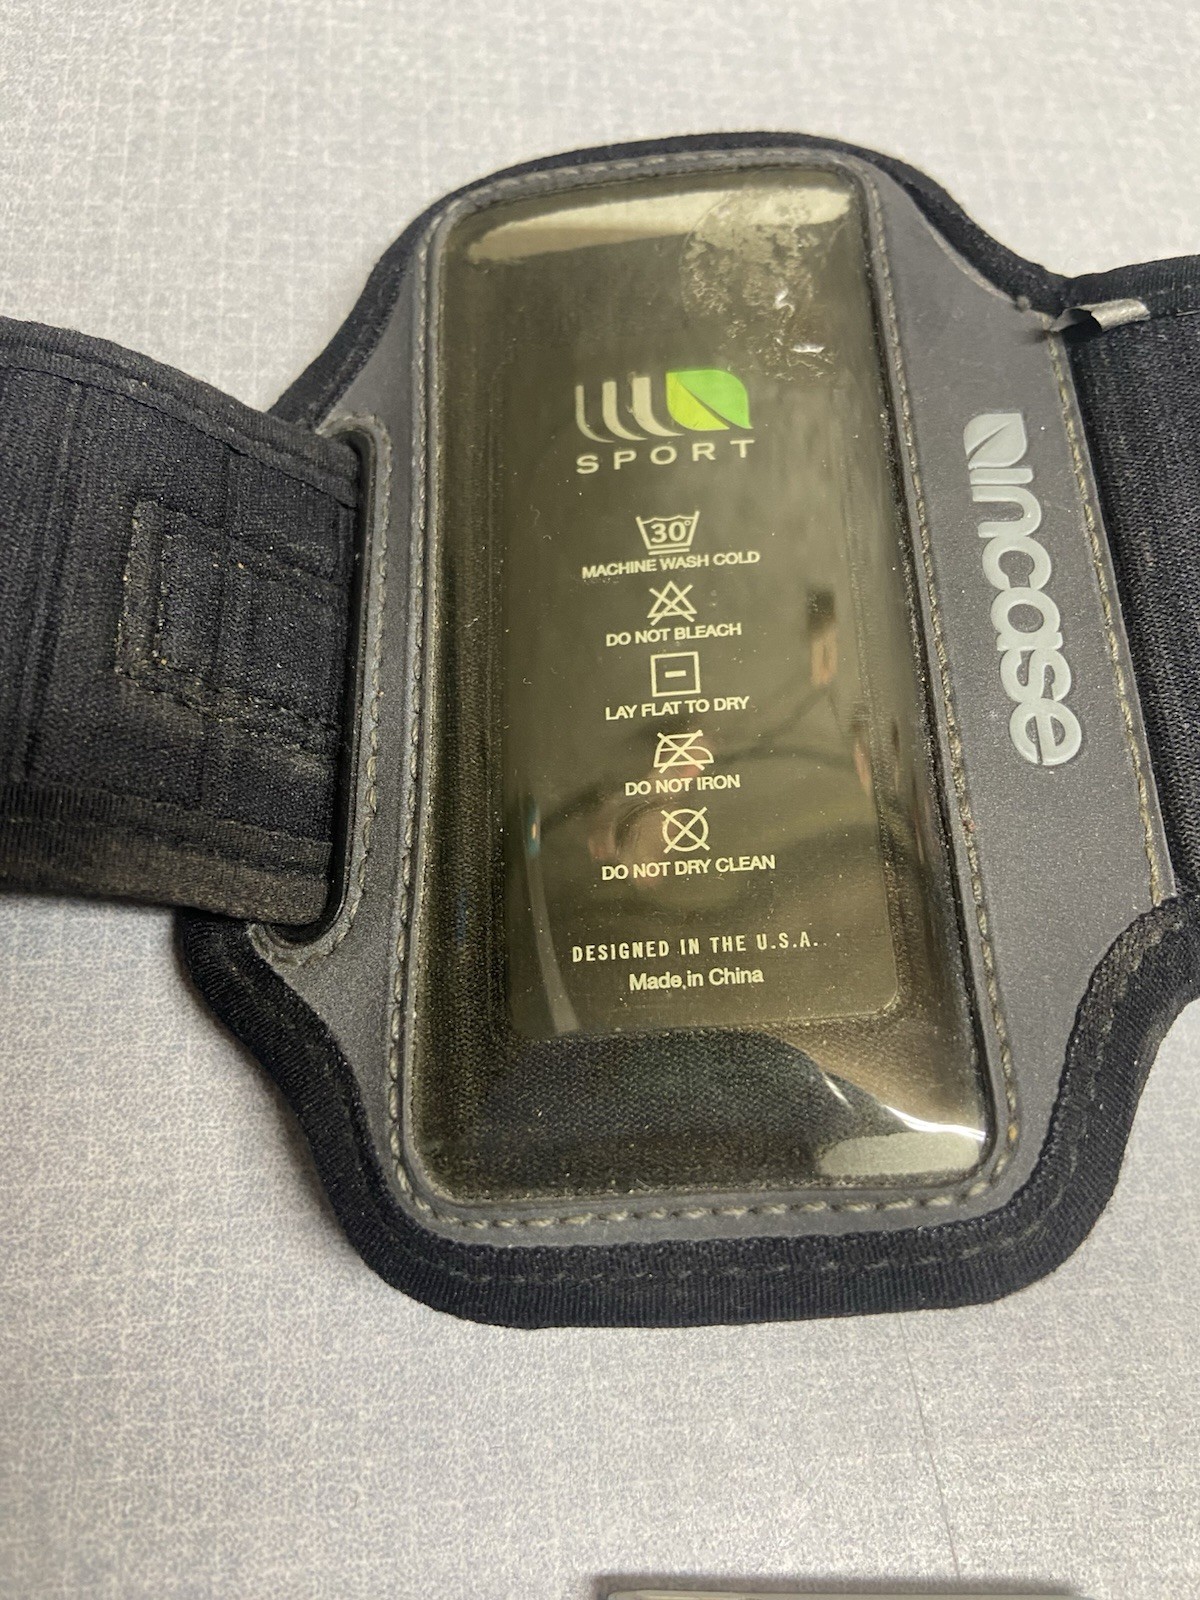 SPORT
30°
MACHINE WASH COLD
DO NOT BLEACH
LAY FLAT TO DRY
DO NOT IRON
DO NOT DRY CLEAN
DESIGNED IN THE U.S.A.
Made in China
incase